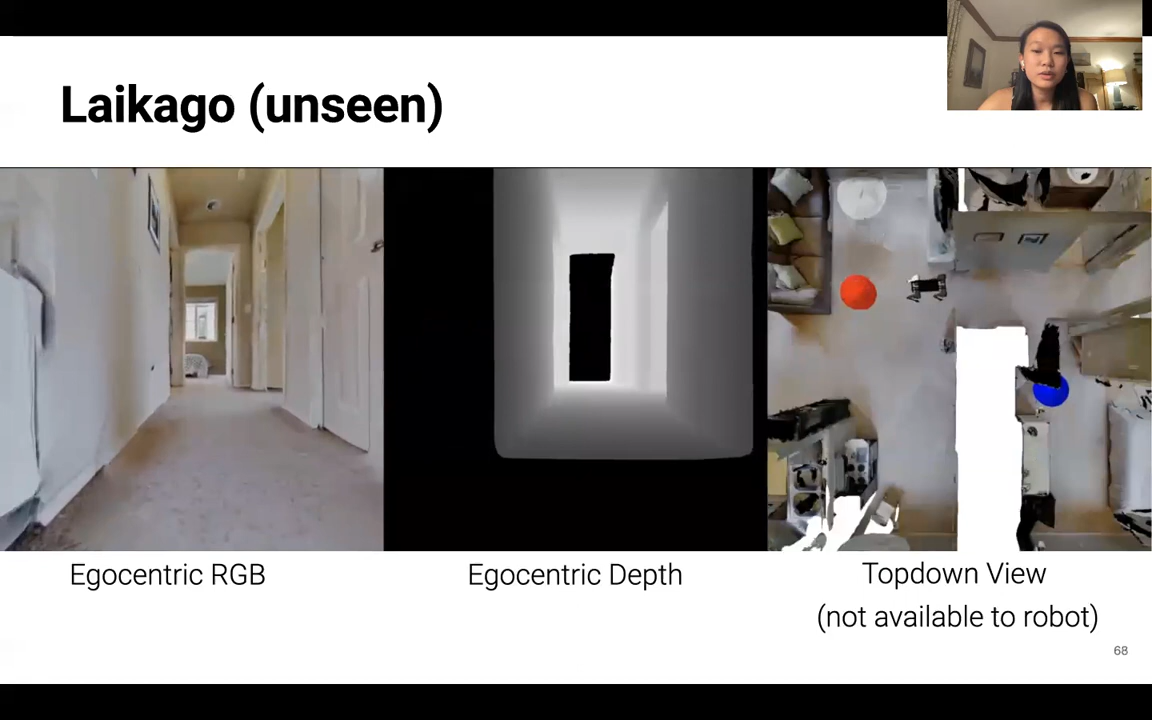 Laikago (unseen)
Egocentric RGB
Egocentric Depth
Topdown View
(not available to robot)
68